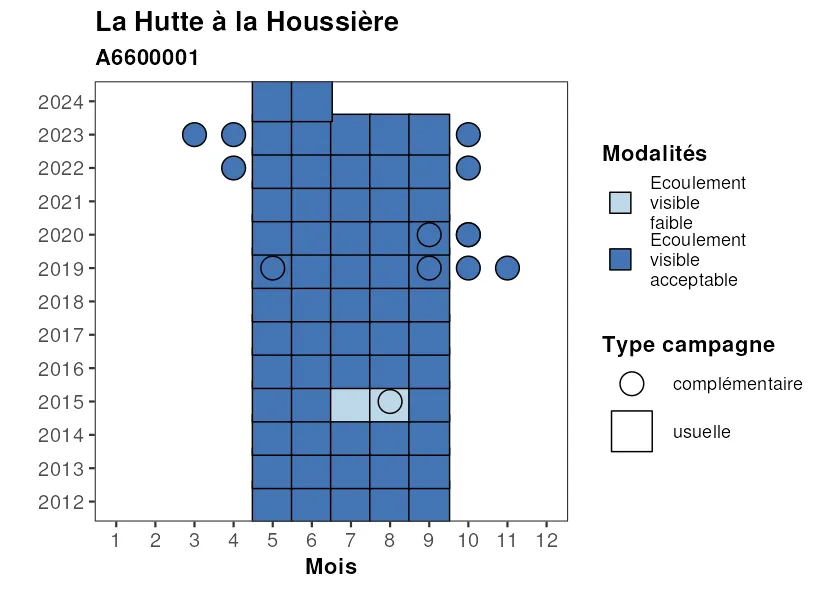 La Hutte à la Houssière
A6600001
2024
2023
2022
2021
2020
2019
2018
2017
2016
2015
2014
2013
2012
1 2 3 4 5 6 7 8 9 10 11 12
Mois
Modalités
Ecoulement
visible
faible
Ecoulement
visible
acceptable
Type campagne
complémentaire
usuelle